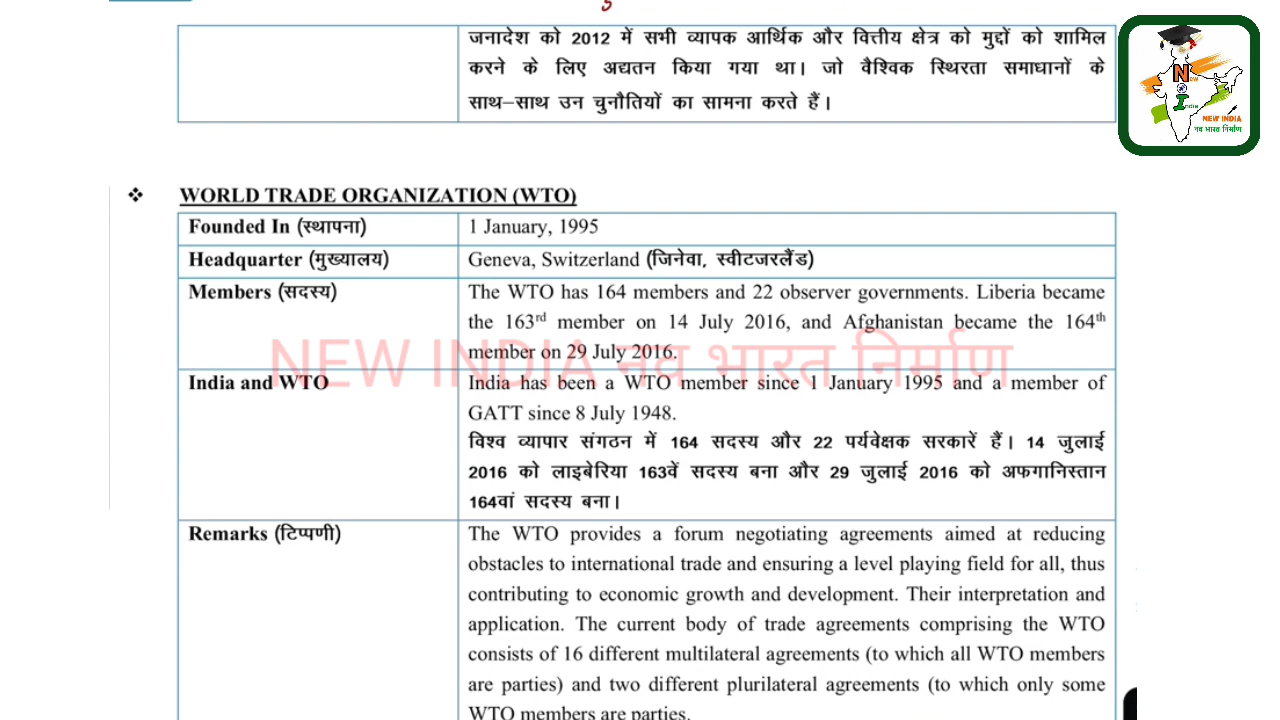 जनादेश को 2012 में सभी व्यापक आर्थिक और वित्तीय क्षेत्र को मुद्दों को शामिल
करने के लिए अद्यतन किया गया था। जो वैश्विक स्थिरता समाधानों के
साथ–साथ उन चुनौतियों का सामना करते हैं।
New
India
NEW INDIA
नव भारत निर्माण
❖ WORLD TRADE ORGANIZATION (WTO)
Founded In (स्थापना) 1 January, 1995
Headquarter (मुख्यालय) Geneva, Switzerland (जिनेवा, स्वीटजरलैंड)
Members (सदस्य) The WTO has 164 members and 22 observer governments. Liberia became
the 163rd member on 14 July 2016, and Afghanistan became the 164th
member on 29 July 2016.
NEW INDIA नव भारत निर्माण
India and WTO India has been a WTO member since 1 January 1995 and a member of
GATT since 8 July 1948.
विश्व व्यापार संगठन में 164 सदस्य और 22 पर्यवेक्षक सरकारें हैं। 14 जुलाई
2016 को लाइबेरिया 163वें सदस्य बना और 29 जुलाई 2016 को अफगानिस्तान
164वां सदस्य बना।
Remarks (टिप्पणी) The WTO provides a forum negotiating agreements aimed at reducing
obstacles to international trade and ensuring a level playing field for all, thus
contributing to economic growth and development. Their interpretation and
application. The current body of trade agreements comprising the WTO
consists of 16 different multilateral agreements (to which all WTO members
are parties) and two different plurilateral agreements (to which only some
WTO members are parties.